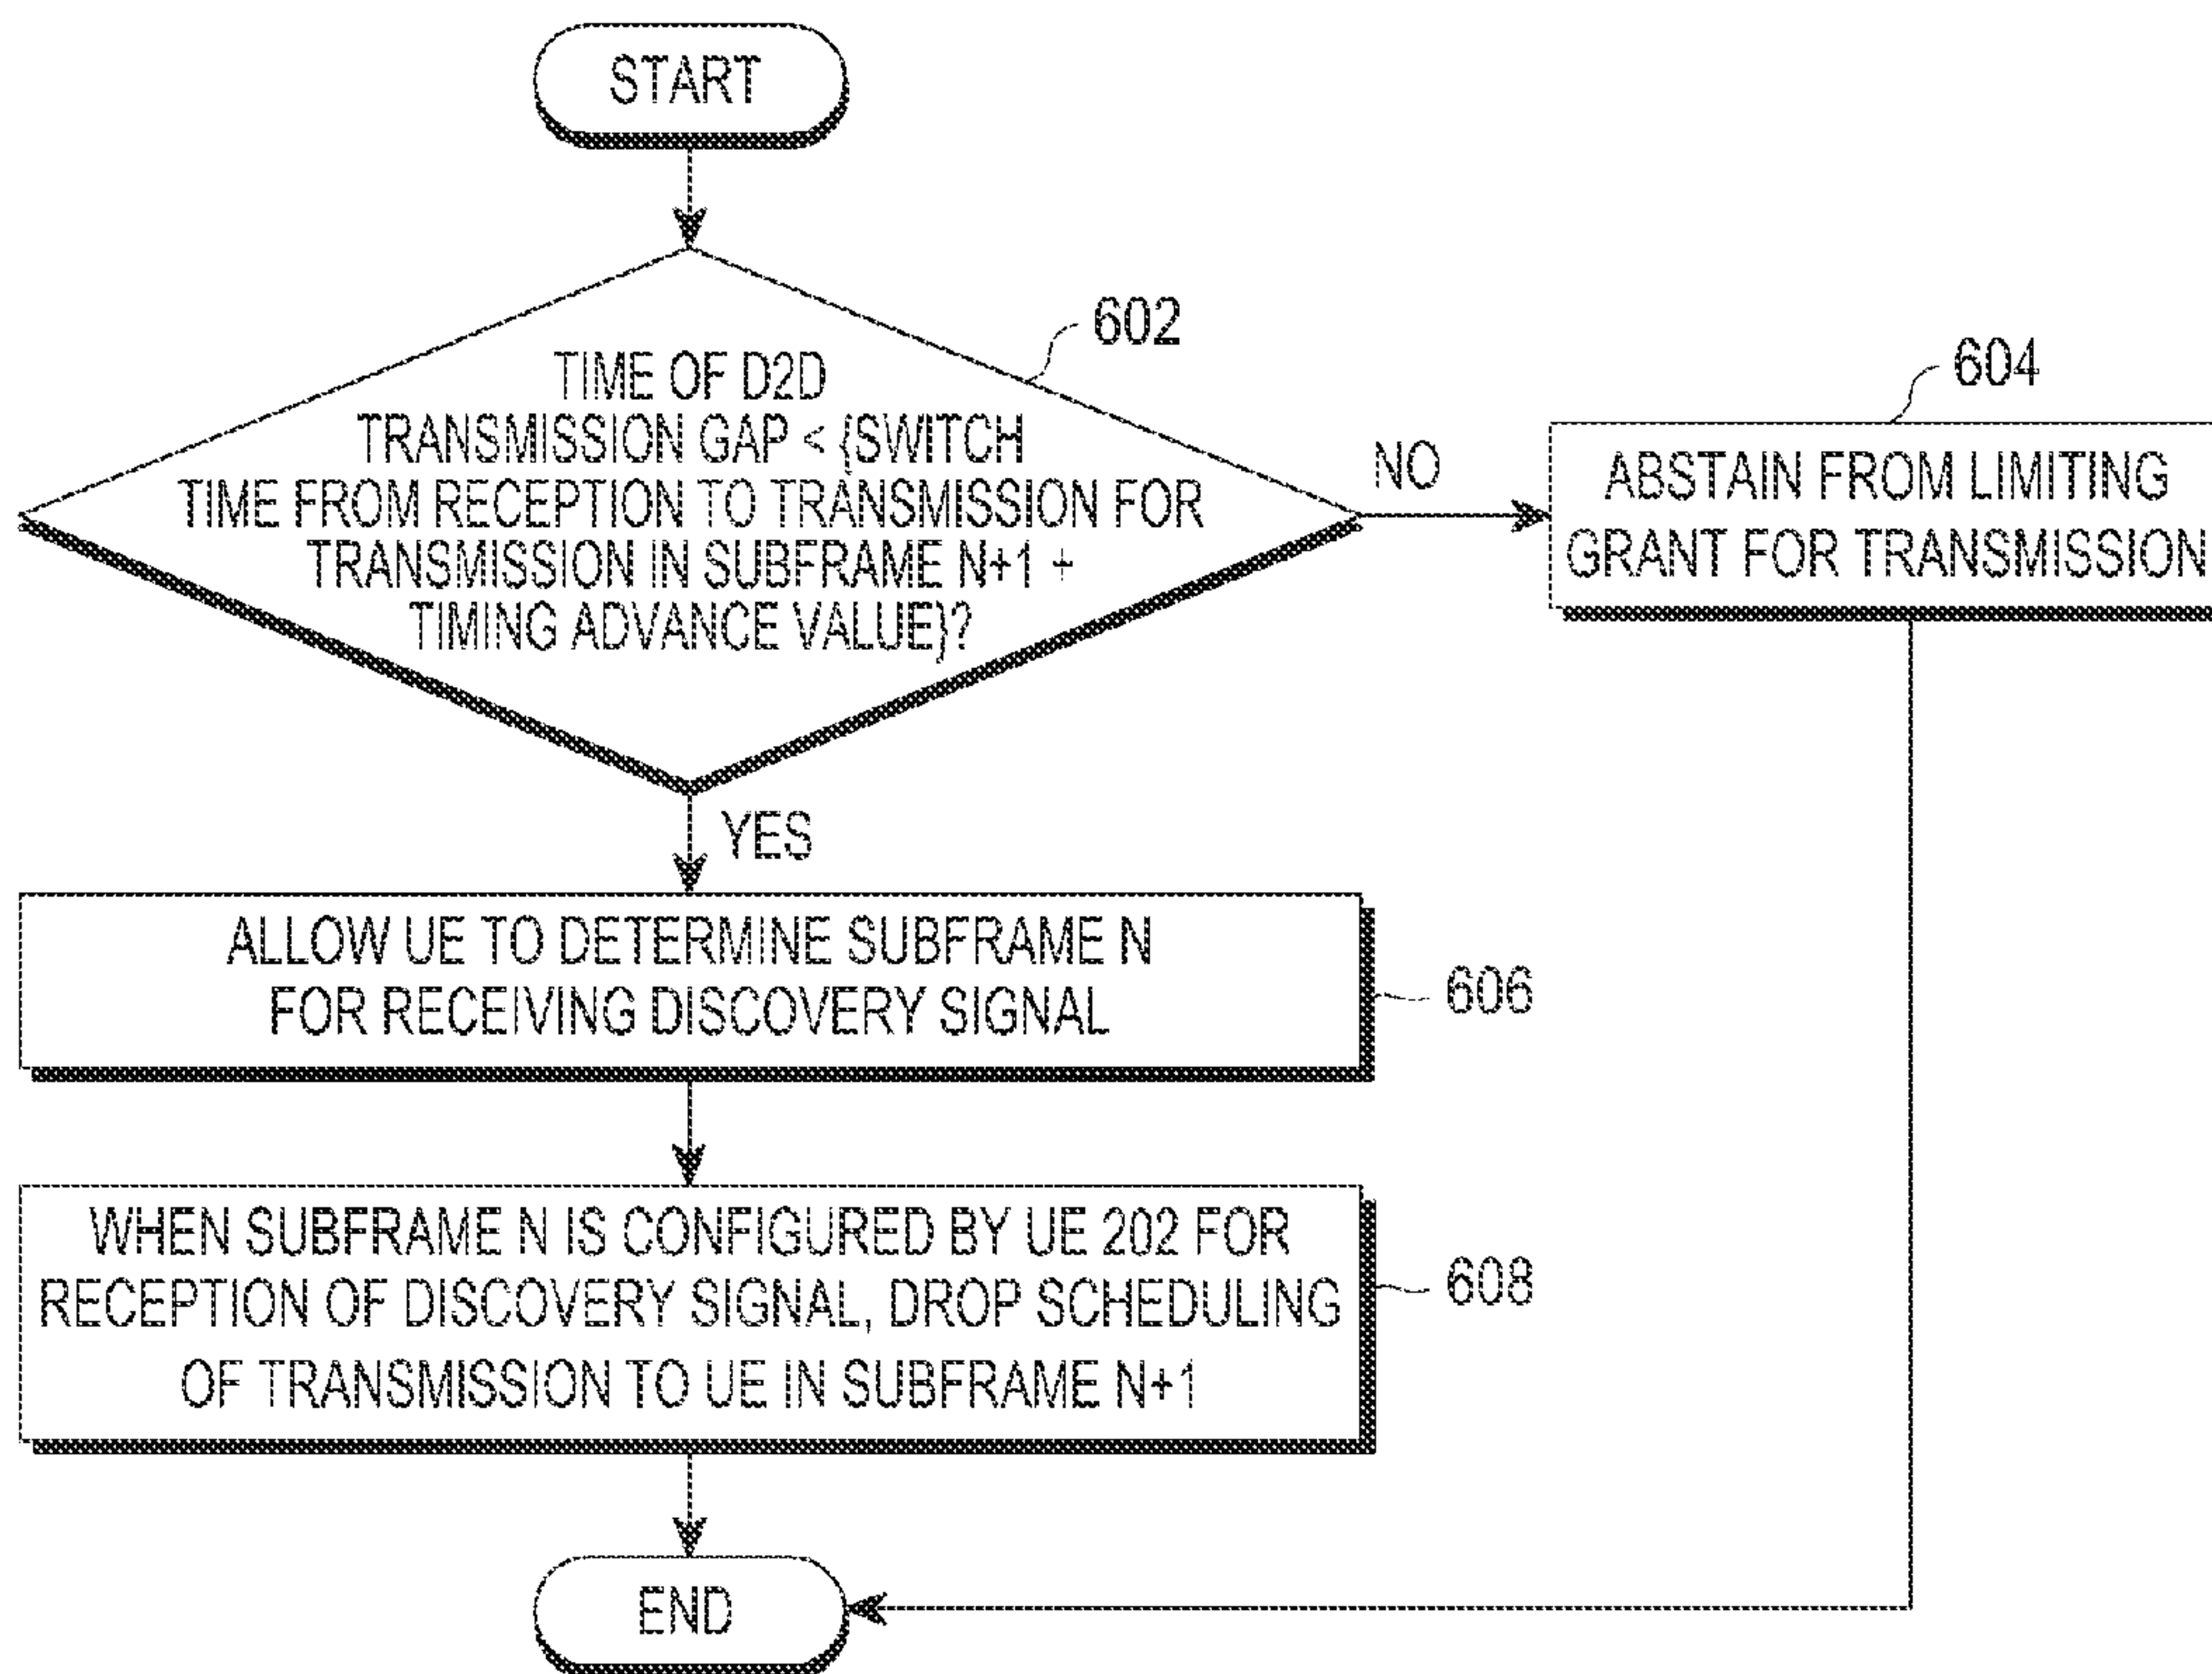 START
602
TIME OF D2D
TRANSMISSION GAP < {SWITCH
TIME FROM RECEPTION TO TRANSMISSION FOR
TRANSMISSION IN SUBFRAME N+1 +
TIMING ADVANCE VALUE}?
NO
604
ABSTAIN FROM LIMITING
GRANT FOR TRANSMISSION
YES
ALLOW UE TO DETERMINE SUBFRAME N
FOR RECEIVING DISCOVERY SIGNAL
606
WHEN SUBFRAME N IS CONFIGURED BY UE 202 FOR
RECEPTION OF DISCOVERY SIGNAL, DROP SCHEDULING
OF TRANSMISSION TO UE IN SUBFRAME N+1
608
END